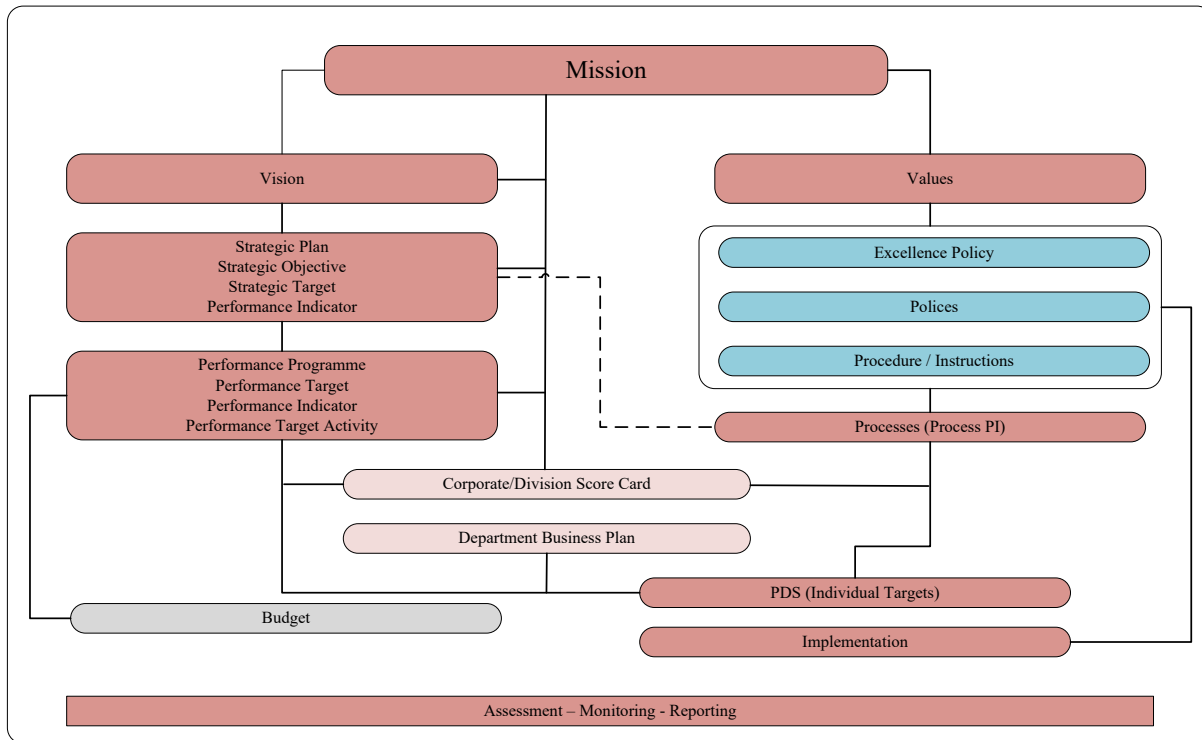 Mission
Vision
Values
Strategic Plan
Strategic Objective
Strategic Target
Performance Indicator
Excellence Policy
Polices
Procedure / Instructions
Performance Programme
Performance Target
Performance Indicator
Performance Target Activity
Processes (Process PI)
Corporate/Division Score Card
Department Business Plan
PDS (Individual Targets)
Budget
Implementation
Assessment – Monitoring - Reporting